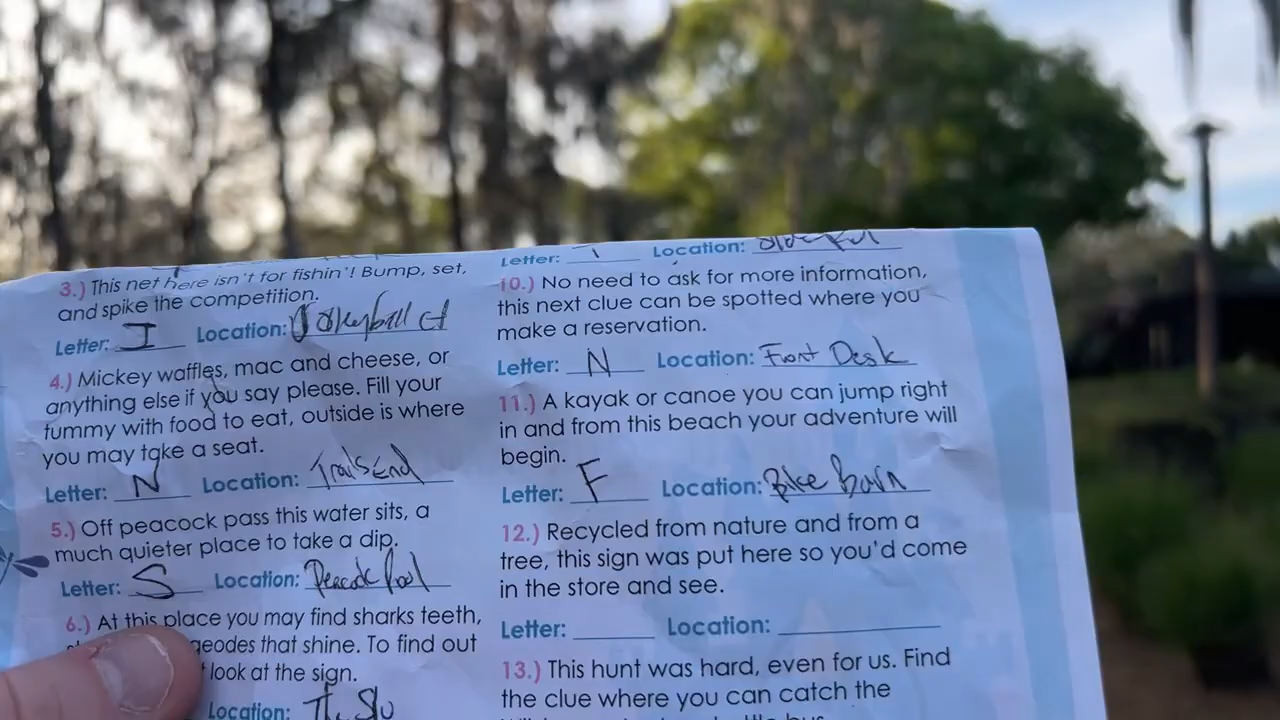 3.) This net here isn't for fishin'! Bump, set,
and spike the competition.
Letter: I Location: Volleyball ct
4.) Mickey waffles, mac and cheese, or
anything else if you say please. Fill your
tummy with food to eat, outside is where
you may take a seat.
Letter: N Location: Trails End
5.) Off peacock pass this water sits, a
much quieter place to take a dip.
Letter: S Location: Peacock Pool
6.) At this place you may find sharks teeth,
geodes that shine. To find out
look at the sign.
Location: The Slu
Letter: Location:
10.) No need to ask for more information,
this next clue can be spotted where you
make a reservation.
Letter: N Location: Front Desk
11.) A kayak or canoe you can jump right
in and from this beach your adventure will
begin.
Letter: F Location: Bike Barn
12.) Recycled from nature and from a
tree, this sign was put here so you'd come
in the store and see.
Letter: Location:
13.) This hunt was hard, even for us. Find
the clue where you can catch the